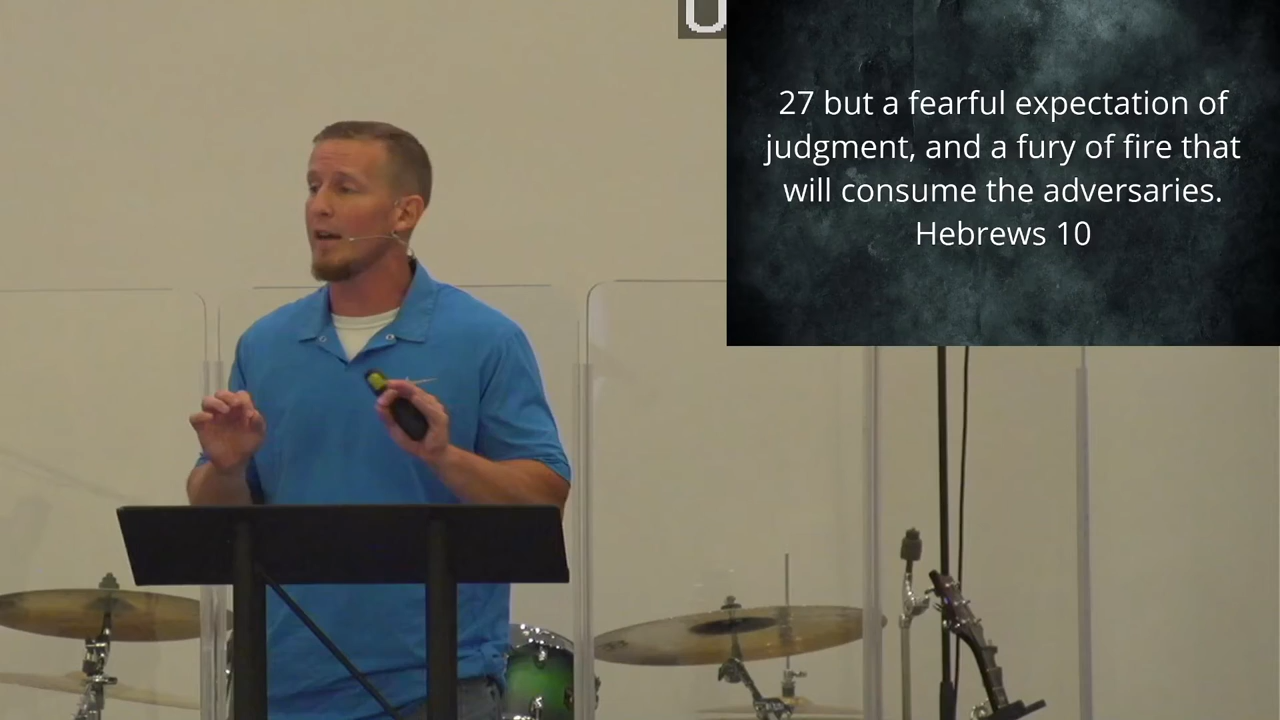 27 but a fearful expectation of
judgment, and a fury of fire that
will consume the adversaries.
Hebrews 10